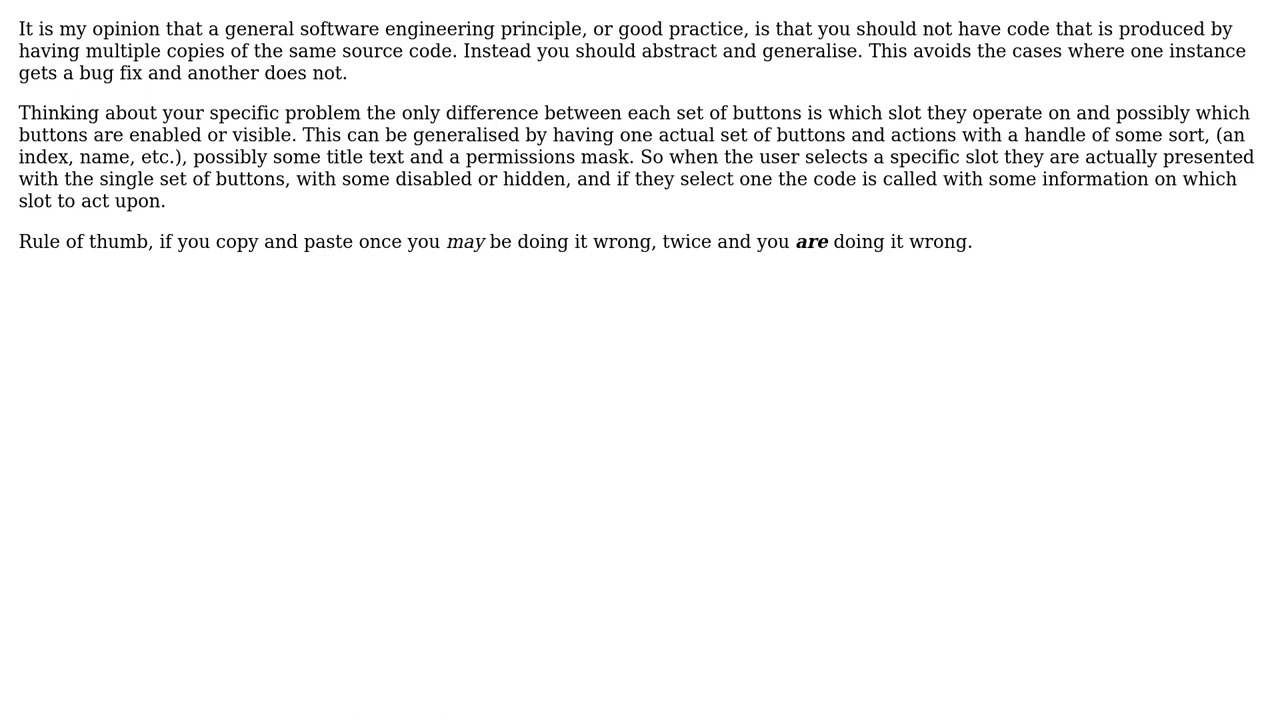 It is my opinion that a general software engineering principle, or good practice, is that you should not have code that is produced by
having multiple copies of the same source code. Instead you should abstract and generalise. This avoids the cases where one instance
gets a bug fix and another does not.
Thinking about your specific problem the only difference between each set of buttons is which slot they operate on and possibly which
buttons are enabled or visible. This can be generalised by having one actual set of buttons and actions with a handle of some sort, (an
index, name, etc.), possibly some title text and a permissions mask. So when the user selects a specific slot they are actually presented
with the single set of buttons, with some disabled or hidden, and if they select one the code is called with some information on which
slot to act upon.
Rule of thumb, if you copy and paste once you may be doing it wrong, twice and you are doing it wrong.